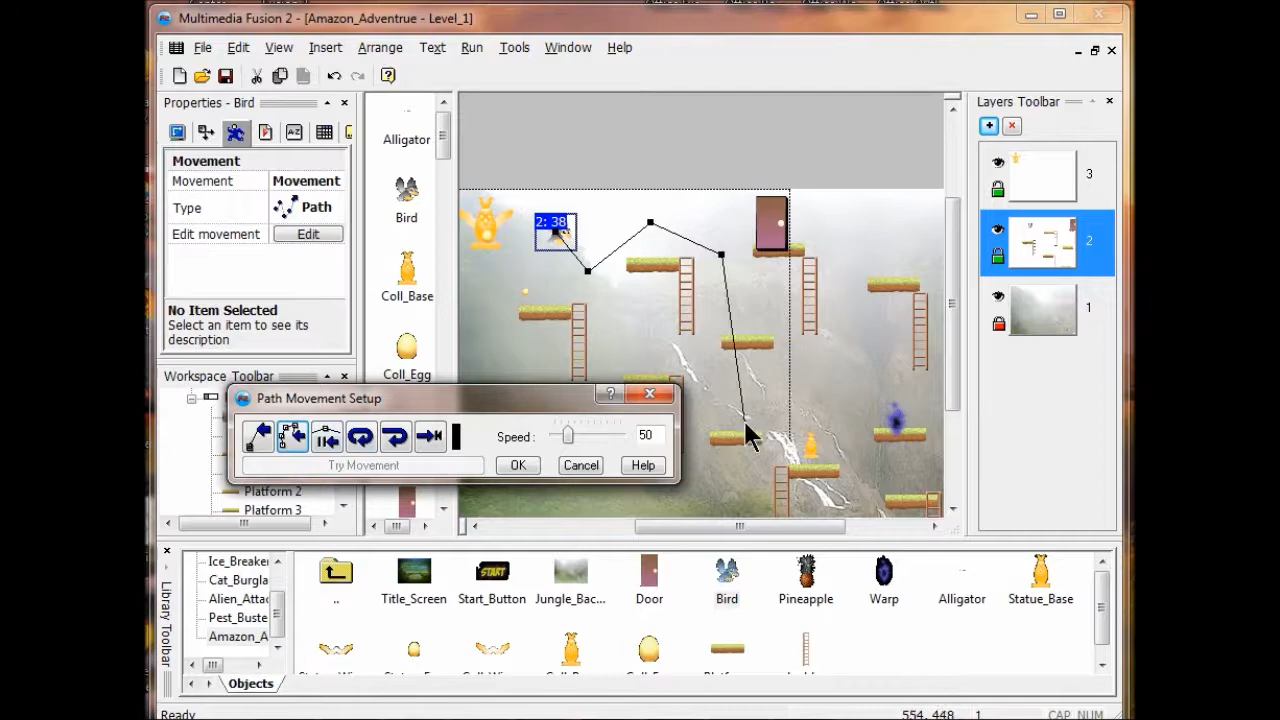 Multimedia Fusion 2 - [Amazon_Adventrue - Level_1]
File Edit View Insert Arrange Text Run Tools Window Help
Properties - Bird
Layers Toolbar
Alligator
Movement
Movement Movement
Type Path
Edit movement Edit
Bird
3
2: 38
2
Coll_Base
No Item Selected
Select an item to see its
description
1
Coll_Egg
Workspace Toolbar
Path Movement Setup
Speed : 50
Try Movement OK Cancel Help
Platform 2
Platform 3
Library Toolbar
Ice_Breaker
Cat_Burgla
Alien_Attac
Pest_Buste
Amazon_A
.. Title_Screen Start_Button Jungle_Bac... Door Bird Pineapple Warp Alligator Statue_Base
START
Objects
Ready 554, 448 1 CAP NUM